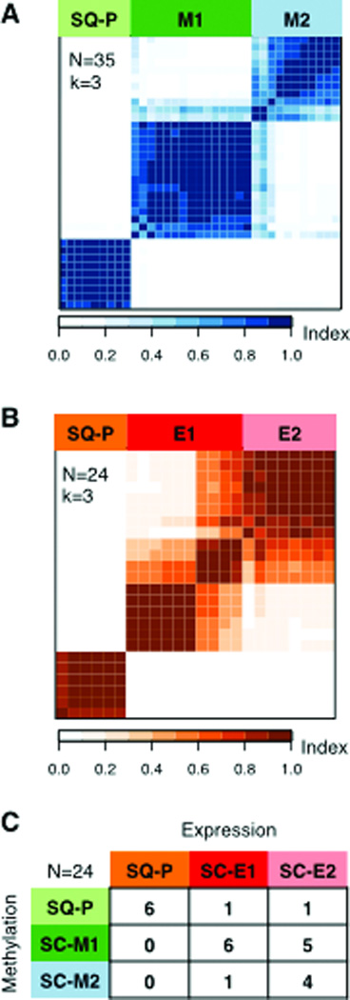 A
SQ-P M1 M2
N=35
k=3
Index
0.0 0.2 0.4 0.6 0.8 1.0
B
SQ-P E1 E2
N=24
k=3
Index
0.0 0.2 0.4 0.6 0.8 1.0
C
Expression
N=24 SQ-P SC-E1 SC-E2
Methylation
SQ-P 6 1 1
SC-M1 0 6 5
SC-M2 0 1 4